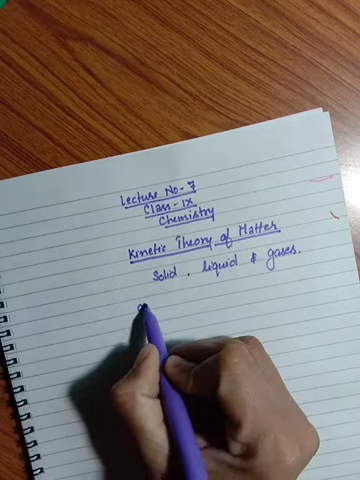 Lecture No-7
Class-IX
Chemistry
Kinetic Theory of Matter
Solid, liquid & gases.